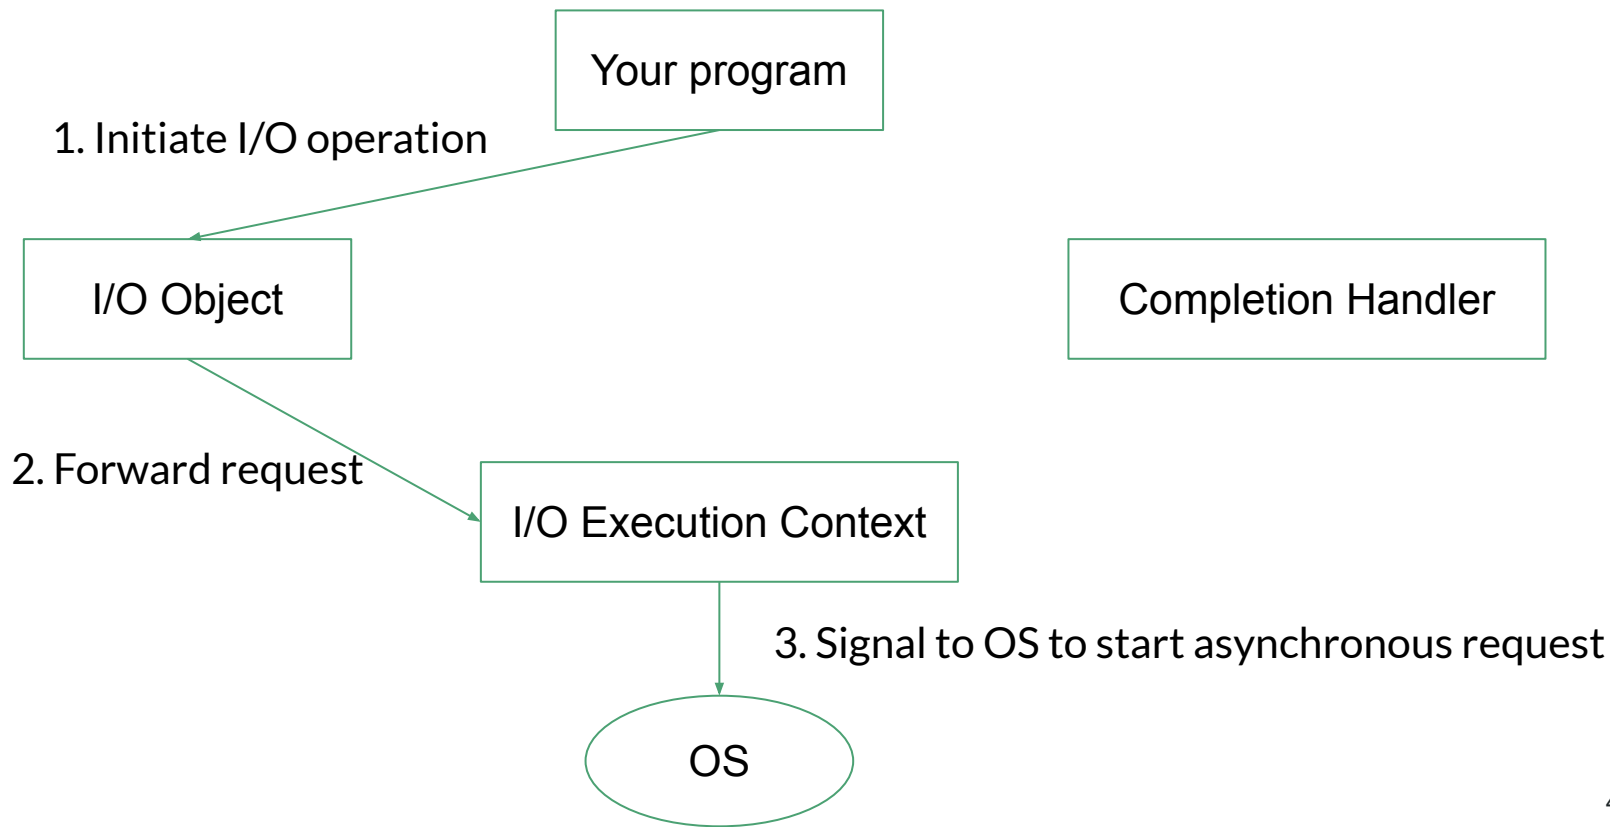 Your program
1. Initiate I/O operation
I/O Object
Completion Handler
2. Forward request
I/O Execution Context
3. Signal to OS to start asynchronous request
OS